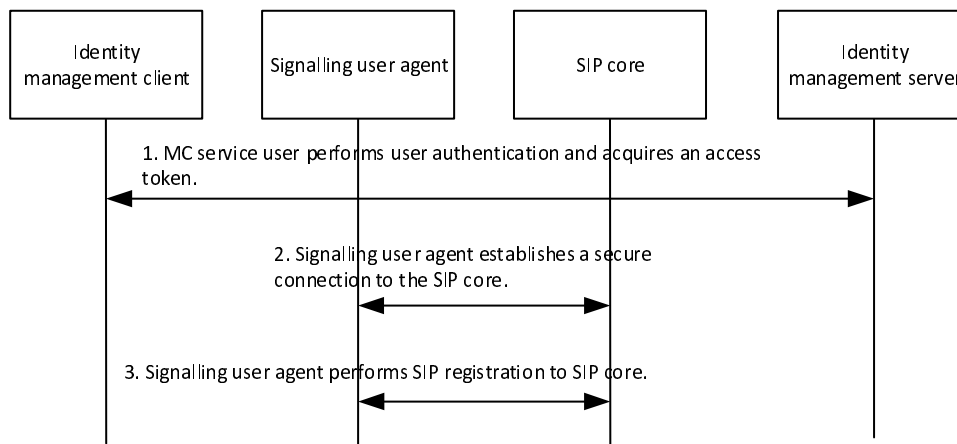 Identity
management client
Signalling user agent
SIP core
Identity
management server
1. MC service user performs user authentication and acquires an access
token.
2. Signalling user agent establishes a secure
connection to the SIP core.
3. Signalling user agent performs SIP registration to SIP core.